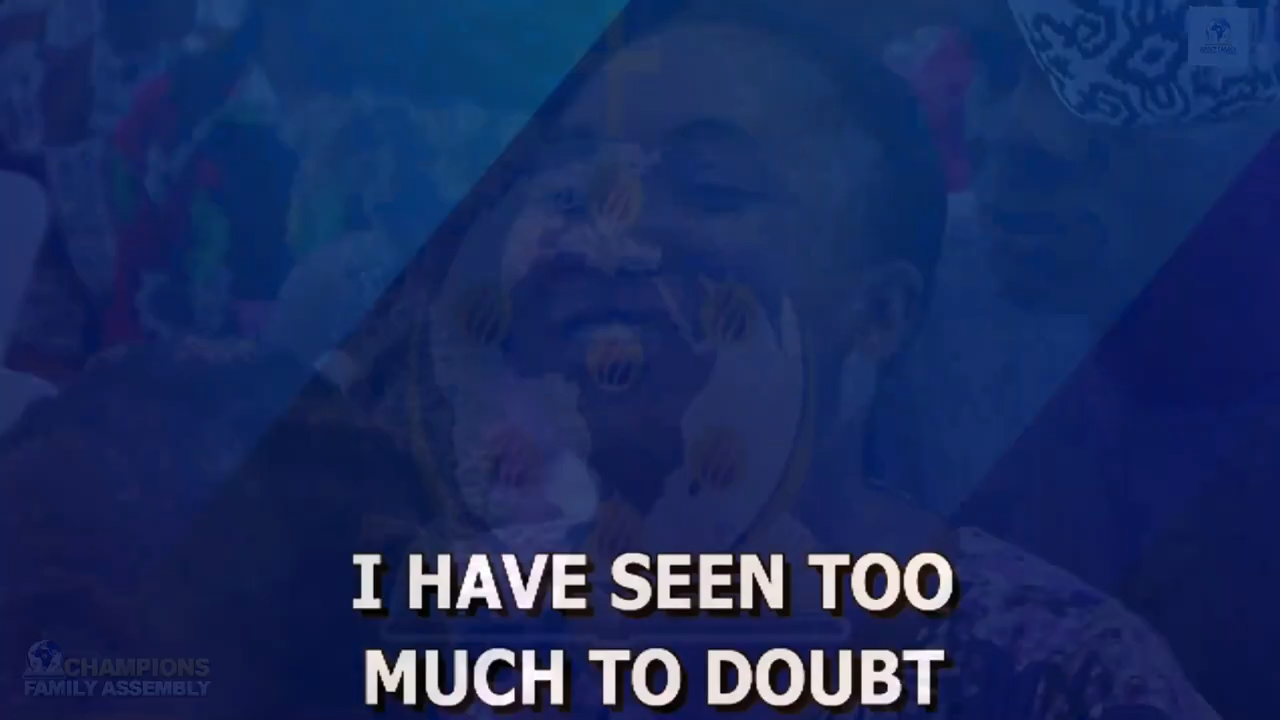 I HAVE SEEN TOO
MUCH TO DOUBT
CHAMPIONS
FAMILY ASSEMBLY